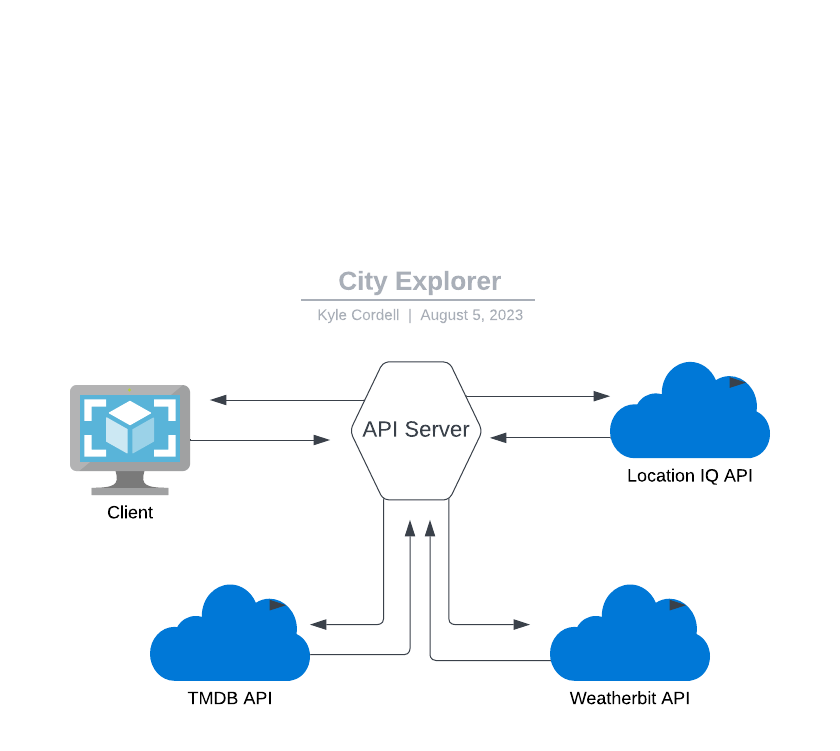 City Explorer
Kyle Cordell | August 5, 2023
API Server
Location IQ API
Client
TMDB API
Weatherbit API